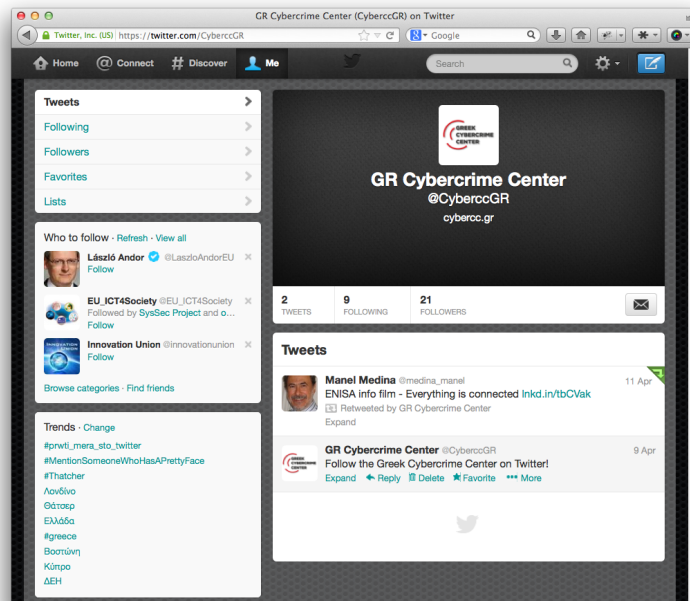 GR Cybercrime Center (CyberccGR) on Twitter
Twitter, Inc. (US) https://twitter.com/CyberccGR
Google
Home
Connect
Discover
Me
Search
Tweets
Following
Followers
Favorites
Lists
Who to follow · Refresh · View all
László Andor @LaszloAndorEU
Follow
EU_ICT4Society @EU_ICT4Society
Followed by SysSec Project and o...
Follow
INNOVATION UNION
Innovation Union @innovationunion
Follow
Browse categories · Find friends
Trends · Change
#prwti_mera_sto_twitter
#MentionSomeoneWhoHasAPrettyFace
#Thatcher
Λονδίνο
Θάτσερ
Ελλάδα
#greece
Βοστώνη
Κύπρο
ΔΕΗ
GREEK
CYBERCRIME
CENTER
GR Cybercrime Center
@CyberccGR
cybercc.gr
2 TWEETS
9 FOLLOWING
21 FOLLOWERS
Tweets
Manel Medina @medina_manel 11 Apr
ENISA info film - Everything is connected lnkd.in/tbCVak
Retweeted by GR Cybercrime Center
Expand
GREEK
CYBERCRIME
CENTER
GR Cybercrime Center @CyberccGR 9 Apr
Follow the Greek Cybercrime Center on Twitter!
Expand Reply Delete Favorite More